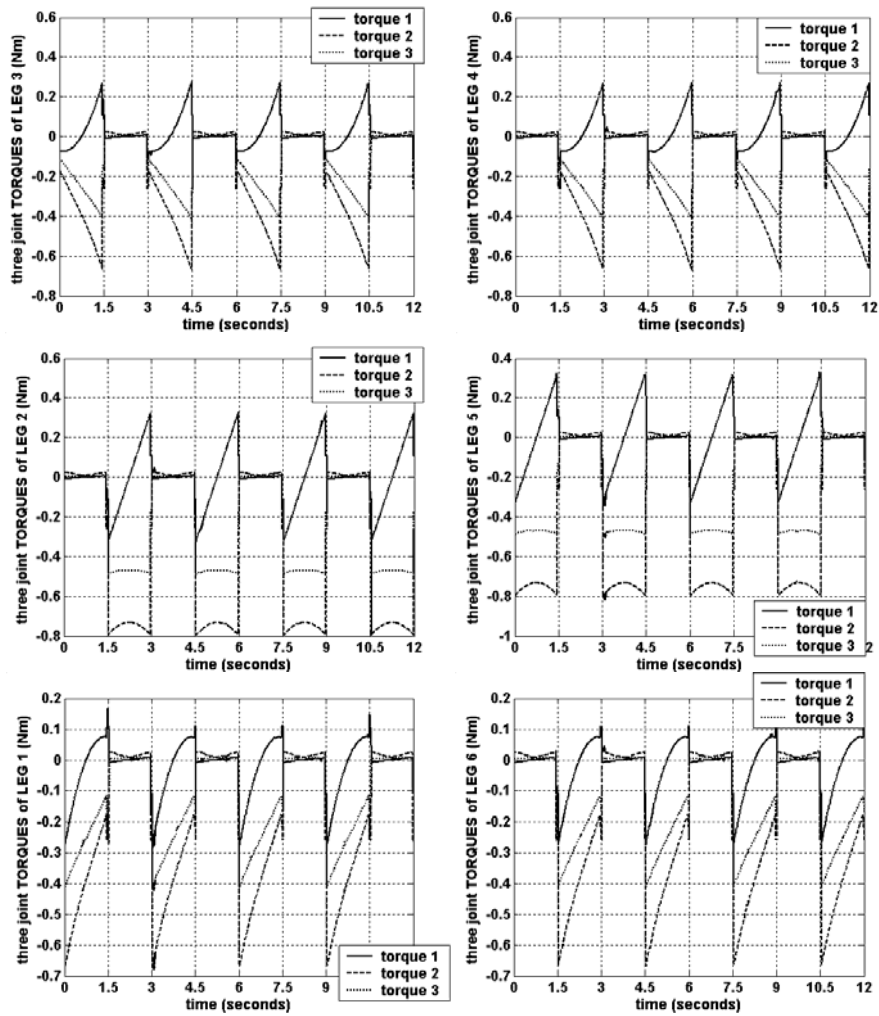 three joint TORQUES of LEG 3 (Nm)
0.6
0.4
0.2
0
-0.2
-0.4
-0.6
-0.8
0 1.5 3 4.5 6 7.5 9 10.5 12
time (seconds)
torque 1
torque 2
torque 3
three joint TORQUES of LEG 4 (Nm)
0.6
0.4
0.2
0
-0.2
-0.4
-0.6
-0.8
0 1.5 3 4.5 6 7.5 9 10.5 12
time (seconds)
torque 1
torque 2
torque 3
three joint TORQUES of LEG 2 (Nm)
0.6
0.4
0.2
0
-0.2
-0.4
-0.6
-0.8
0 1.5 3 4.5 6 7.5 9 10.5 12
time (seconds)
torque 1
torque 2
torque 3
three joint TORQUES of LEG 5 (Nm)
0.6
0.4
0.2
0
-0.2
-0.4
-0.6
-0.8
-1
0 1.5 3 4.5 6 7.5 2
time (seconds)
torque 1
torque 2
torque 3
three joint TORQUES of LEG 1 (Nm)
0.2
0.1
0
-0.1
-0.2
-0.3
-0.4
-0.5
-0.6
-0.7
0 1.5 3 4.5 6 7.5 9 10.5 12
time (seconds)
torque 1
torque 2
torque 3
three joint TORQUES of LEG 6 (Nm)
0.2
0.1
0
-0.1
-0.2
-0.3
-0.4
-0.5
-0.6
-0.7
0 1.5 3 4.5 6 7.5 9 10.5 12
time (seconds)
torque 1
torque 2
torque 3